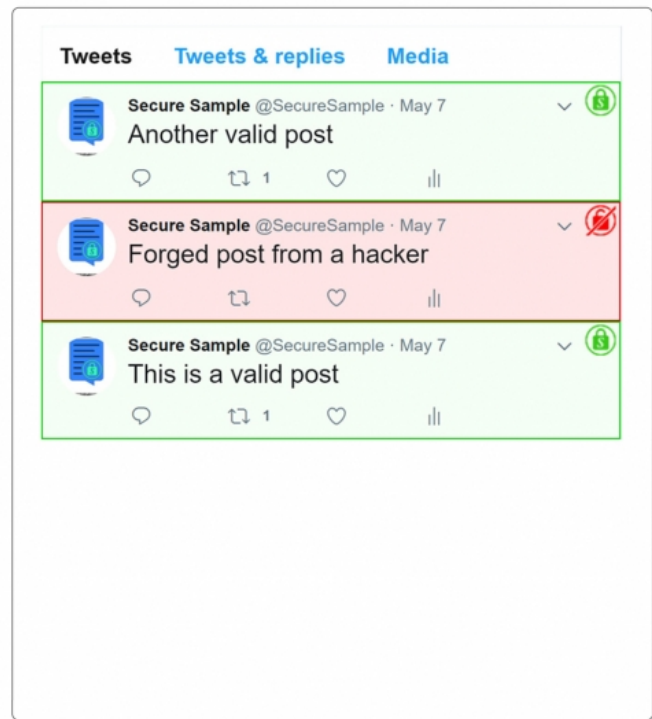 Tweets Tweets & replies Media
Secure Sample @SecureSample · May 7
Another valid post
1
Secure Sample @SecureSample · May 7
Forged post from a hacker
Secure Sample @SecureSample · May 7
This is a valid post
1